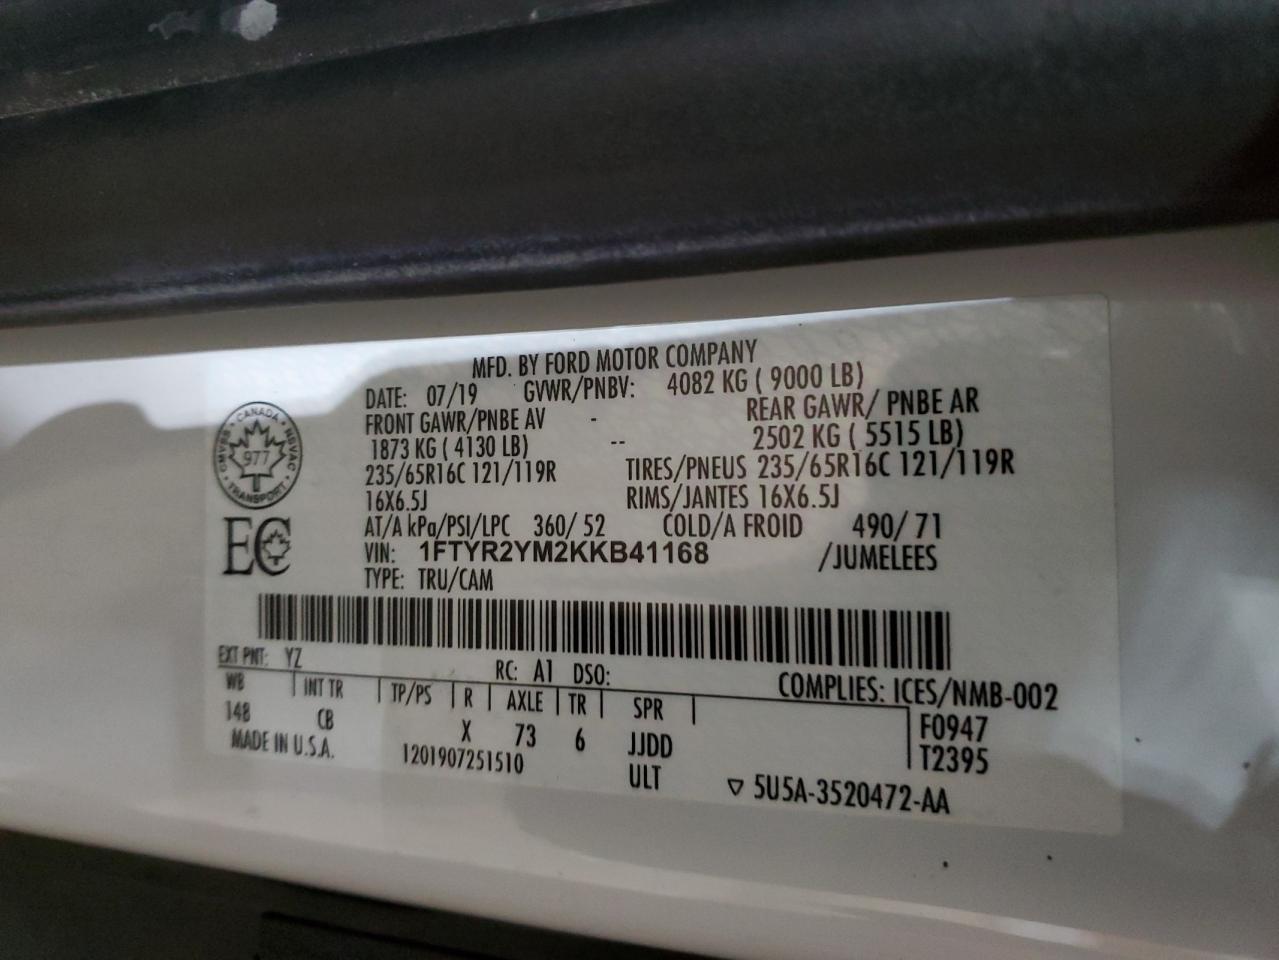 MFD. BY FORD MOTOR COMPANY
DATE: 07/19 GVWR/PNBV: 4082 KG ( 9000 LB)
FRONT GAWR/PNBE AV - REAR GAWR/ PNBE AR
1873 KG ( 4130 LB) -- 2502 KG ( 5515 LB)
235/65R16C 121/119R TIRES/PNEUS 235/65R16C 121/119R
16X6.5J RIMS/JANTES 16X6.5J
AT/A kPa/PSI/LPC 360/ 52 COLD/A FROID 490/ 71
VIN: 1FTYR2YM2KKB41168 /JUMELEES
TYPE: TRU/CAM
CANADA
CMVSS NSVAC
977
TRANSPORT
EC
EXT PNT: YZ RC: A1 DSO:
COMPLIES: ICES/NMB-002
WB | INT TR | TP/PS | R | AXLE | TR | SPR | F0947
148 CB X 73 6 JJDD T2395
MADE IN U.S.A. 1201907251510 ULT ▽ 5U5A-3520472-AA